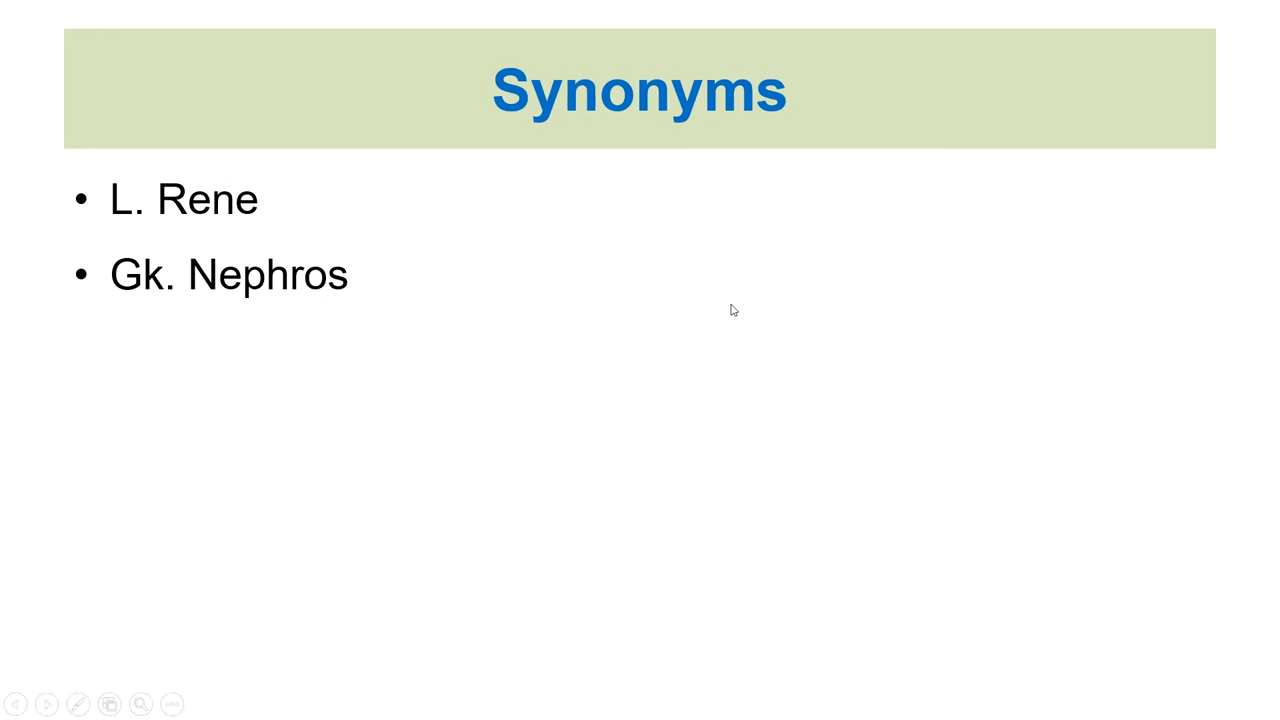 Synonyms
• L. Rene
• Gk. Nephros